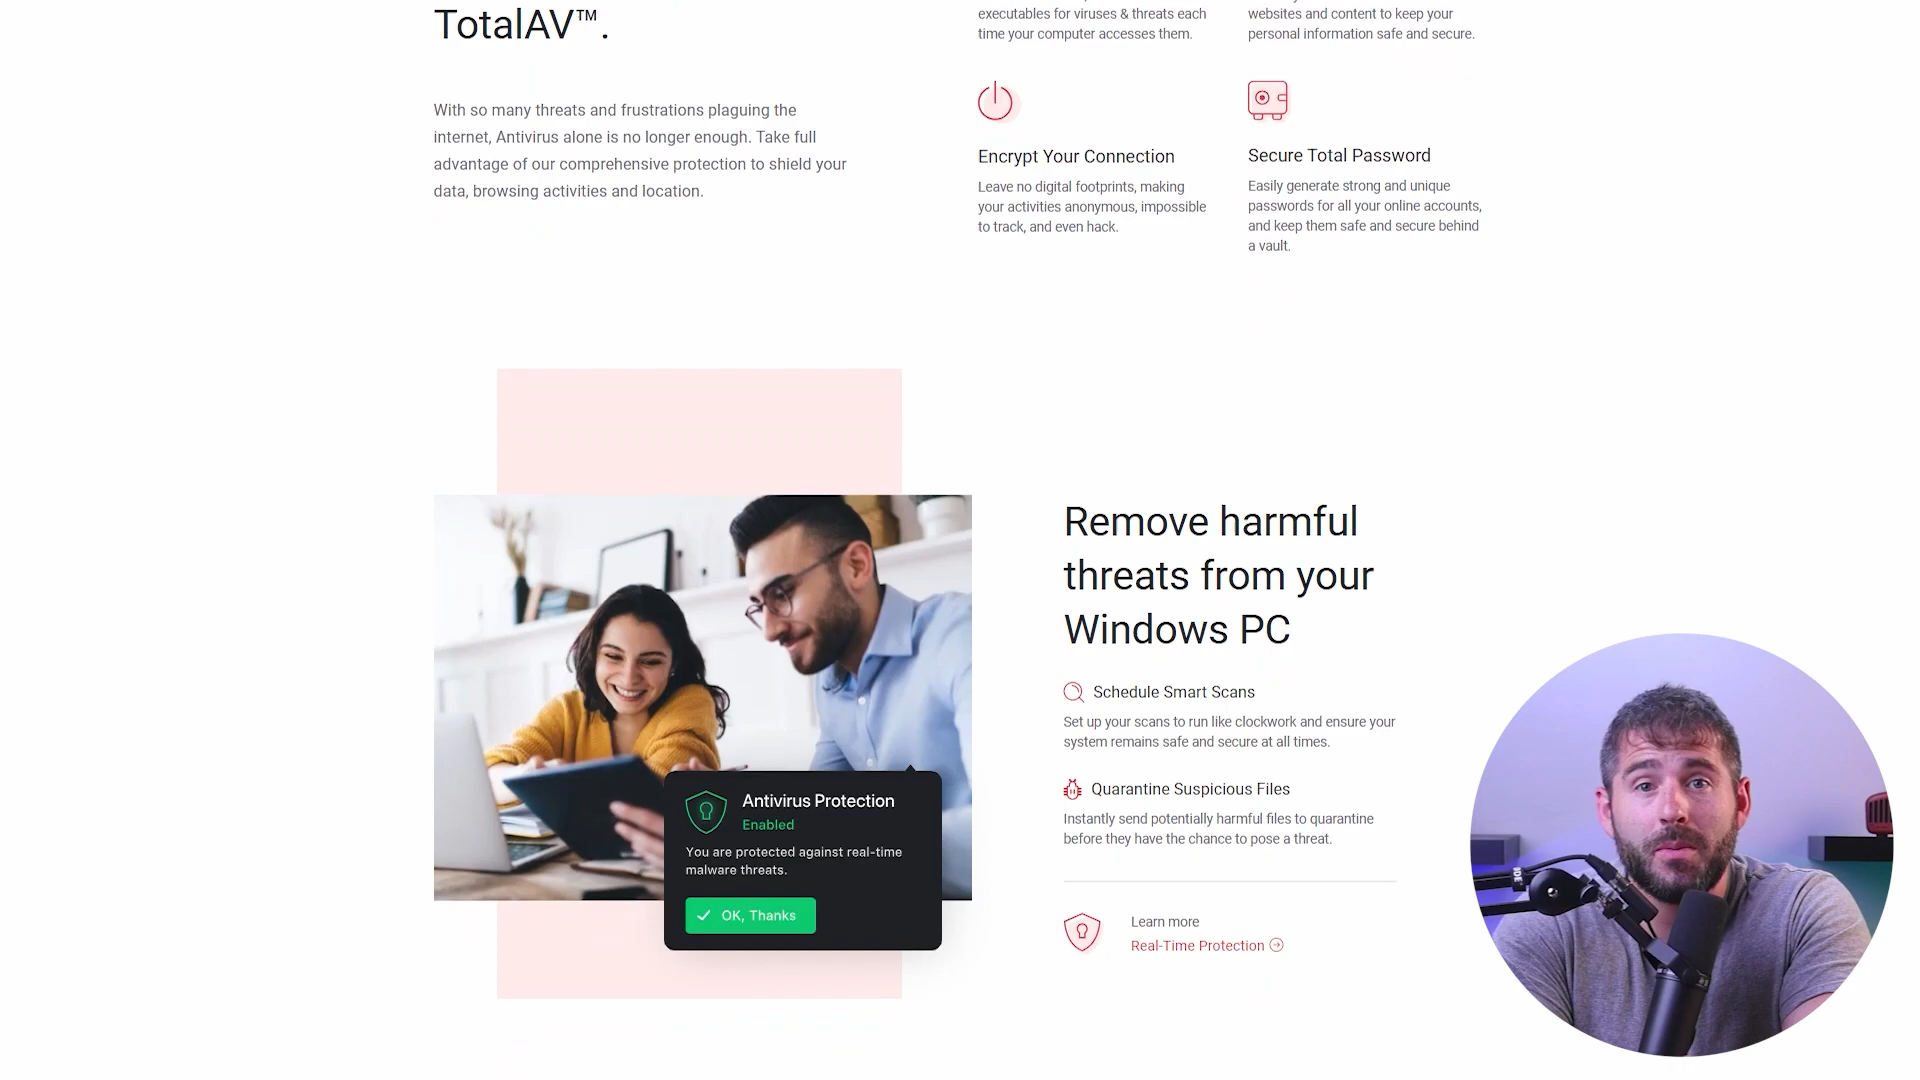 TotalAV™.
With so many threats and frustrations plaguing the
internet, Antivirus alone is no longer enough. Take full
advantage of our comprehensive protection to shield your
data, browsing activities and location.
executables for viruses & threats each
time your computer accesses them.
websites and content to keep your
personal information safe and secure.
Encrypt Your Connection
Leave no digital footprints, making
your activities anonymous, impossible
to track, and even hack.
Secure Total Password
Easily generate strong and unique
passwords for all your online accounts,
and keep them safe and secure behind
a vault.
Antivirus Protection
Enabled
You are protected against real-time
malware threats.
OK, Thanks
Remove harmful
threats from your
Windows PC
Schedule Smart Scans
Set up your scans to run like clockwork and ensure your
system remains safe and secure at all times.
Quarantine Suspicious Files
Instantly send potentially harmful files to quarantine
before they have the chance to pose a threat.
Learn more
Real-Time Protection